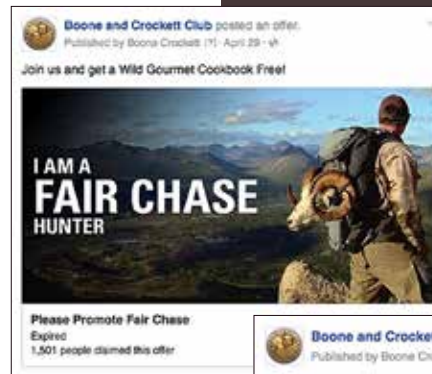 Boone and Crockett Club posted an offer.
Published by Boone Crockett [?] · April 29 ·
Join us and get a Wild Gourmet Cookbook Free!
I AM A
FAIR CHASE
HUNTER
Please Promote Fair Chase
Expired
1,501 people claimed this offer
Boone and Crocke
Published by Boone Cro